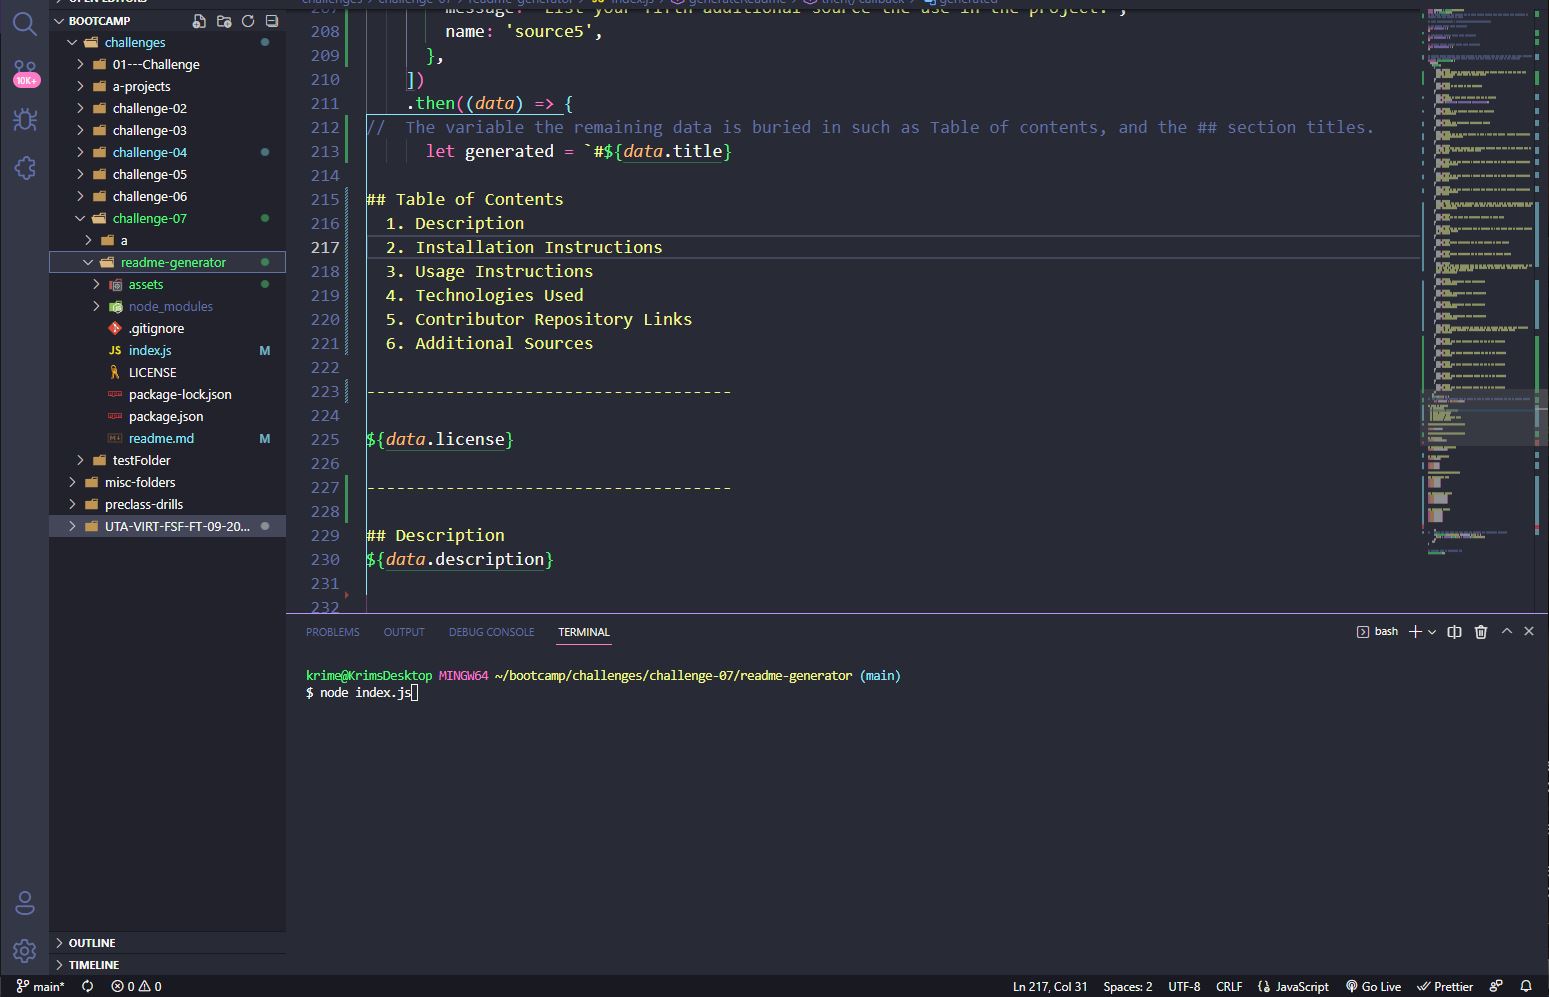 OPEN EDITORS
BOOTCAMP
challenges
01---Challenge
a-projects
challenge-02
challenge-03
challenge-04
challenge-05
challenge-06
challenge-07
a
readme-generator
assets
node_modules
.gitignore
JS index.js M
LICENSE
package-lock.json
package.json
readme.md M
testFolder
misc-folders
preclass-drills
UTA-VIRT-FSF-FT-09-20...
OUTLINE
TIMELINE
10K+
challenges > challenge-07 > readme-generator > JS index.js > generateReadme > then() callback > generated
207 message: 'List your fifth additional source the use in the project.',
208 name: 'source5',
209 },
210 ])
211 .then((data) => {
212 //  The variable the remaining data is buried in such as Table of contents, and the ## section titles.
213 let generated = `#${data.title}
214
215 ## Table of Contents
216 1. Description
217 2. Installation Instructions
218 3. Usage Instructions
219 4. Technologies Used
220 5. Contributor Repository Links
221 6. Additional Sources
222
223 -------------------------------------
224
225 ${data.license}
226
227 -------------------------------------
228
229 ## Description
230 ${data.description}
231
232
PROBLEMS OUTPUT DEBUG CONSOLE TERMINAL bash
krime@KrimsDesktop MINGW64 ~/bootcamp/challenges/challenge-07/readme-generator (main)
$ node index.js
main* 0 0 Ln 217, Col 31 Spaces: 2 UTF-8 CRLF {} JavaScript Go Live Prettier